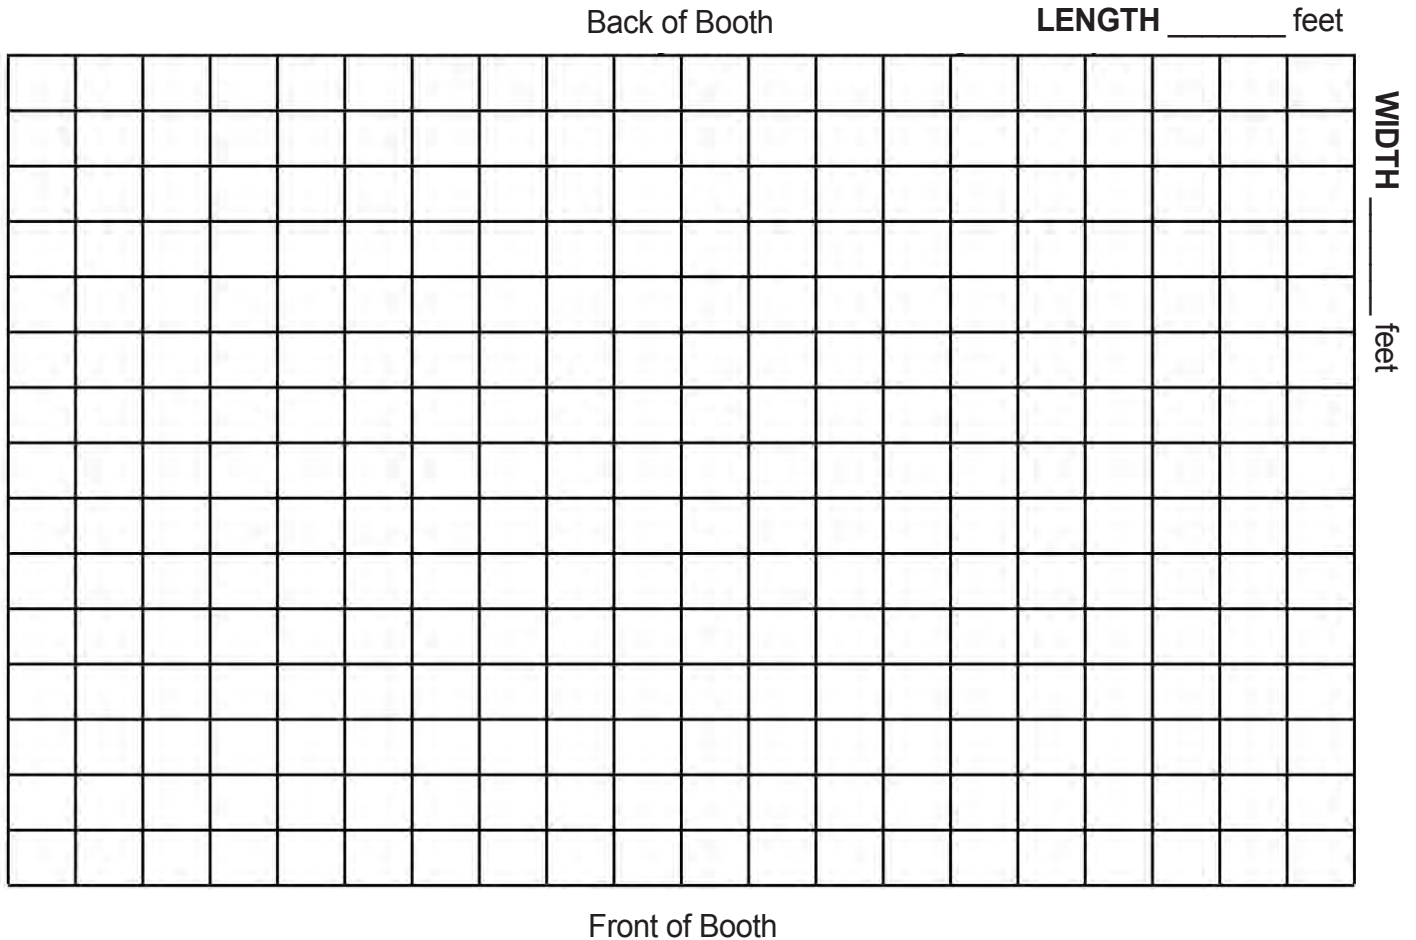 Back of Booth
LENGTH _______ feet
WIDTH _______ feet
Front of Booth